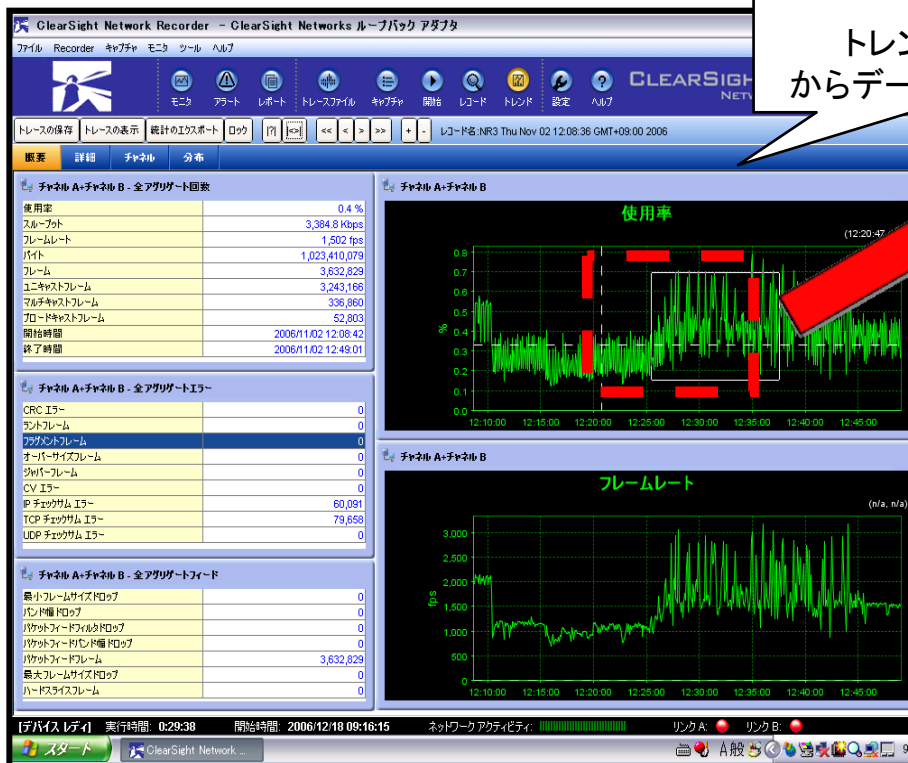 ClearSight Network Recorder - ClearSight Networks ループバック アダプタ
ファイル Recorder キャプチャ モニタ ツール ヘルプ
トレン
からデー
モニタ アラート レポート トレースファイル キャプチャ 開始 レコード トレンド 設定 ヘルプ
CLEARSIGH
NET
トレースの保存 トレースの表示 統計のエクスポート ロック |?| |<>| << < > >> + - レコード名:NR3 Thu Nov 02 12:08:36 GMT+09:00 2006
概要 詳細 チャネル 分布
チャネル A+チャネル B - 全アグリゲート回数
使用率 0.4 %
スループット 3,384.8 Kbps
フレームレート 1,502 fps
バイト 1,023,410,079
フレーム 3,632,829
ユニキャストフレーム 3,243,166
マルチキャストフレーム 336,860
ブロードキャストフレーム 52,803
開始時間 2006/11/02 12:08:42
終了時間 2006/11/02 12:49:01
チャネル A+チャネル B - 全アグリゲートエラー
CRC エラー 0
ラントフレーム 0
フラグメントフレーム 0
オーバーサイズフレーム 0
ジャバーフレーム 0
CV エラー 0
IP チェックサム エラー 60,091
TCP チェックサム エラー 79,658
UDP チェックサム エラー 0
チャネル A+チャネル B - 全アグリゲートフィード
最小フレームサイズドロップ 0
バンド幅ドロップ 0
パケットフィードフィルタドロップ 0
パケットフィードバンド幅ドロップ 0
パケットフィードフレーム 3,632,829
最大フレームサイズドロップ 0
ハードスライスフレーム 0
チャネル A+チャネル B
使用率
(12:20:47
%
0.8
0.7
0.6
0.5
0.4
0.3
0.2
0.1
0.0
12:10:00 12:15:00 12:20:00 12:25:00 12:30:00 12:35:00 12:40:00 12:45:00
チャネル A+チャネル B
フレームレート
(n/a, n/a)
fps
3,000
2,500
2,000
1,500
1,000
500
0
12:10:00 12:15:00 12:20:00 12:25:00 12:30:00 12:35:00 12:40:00 12:45:00
[デバイス レディ] 実行時間: 0:29:38 開始時間: 2006/12/18 09:16:15 ネットワーク アクティビティ: リンク A: リンク B:
スタート ClearSight Network ... A 般 9